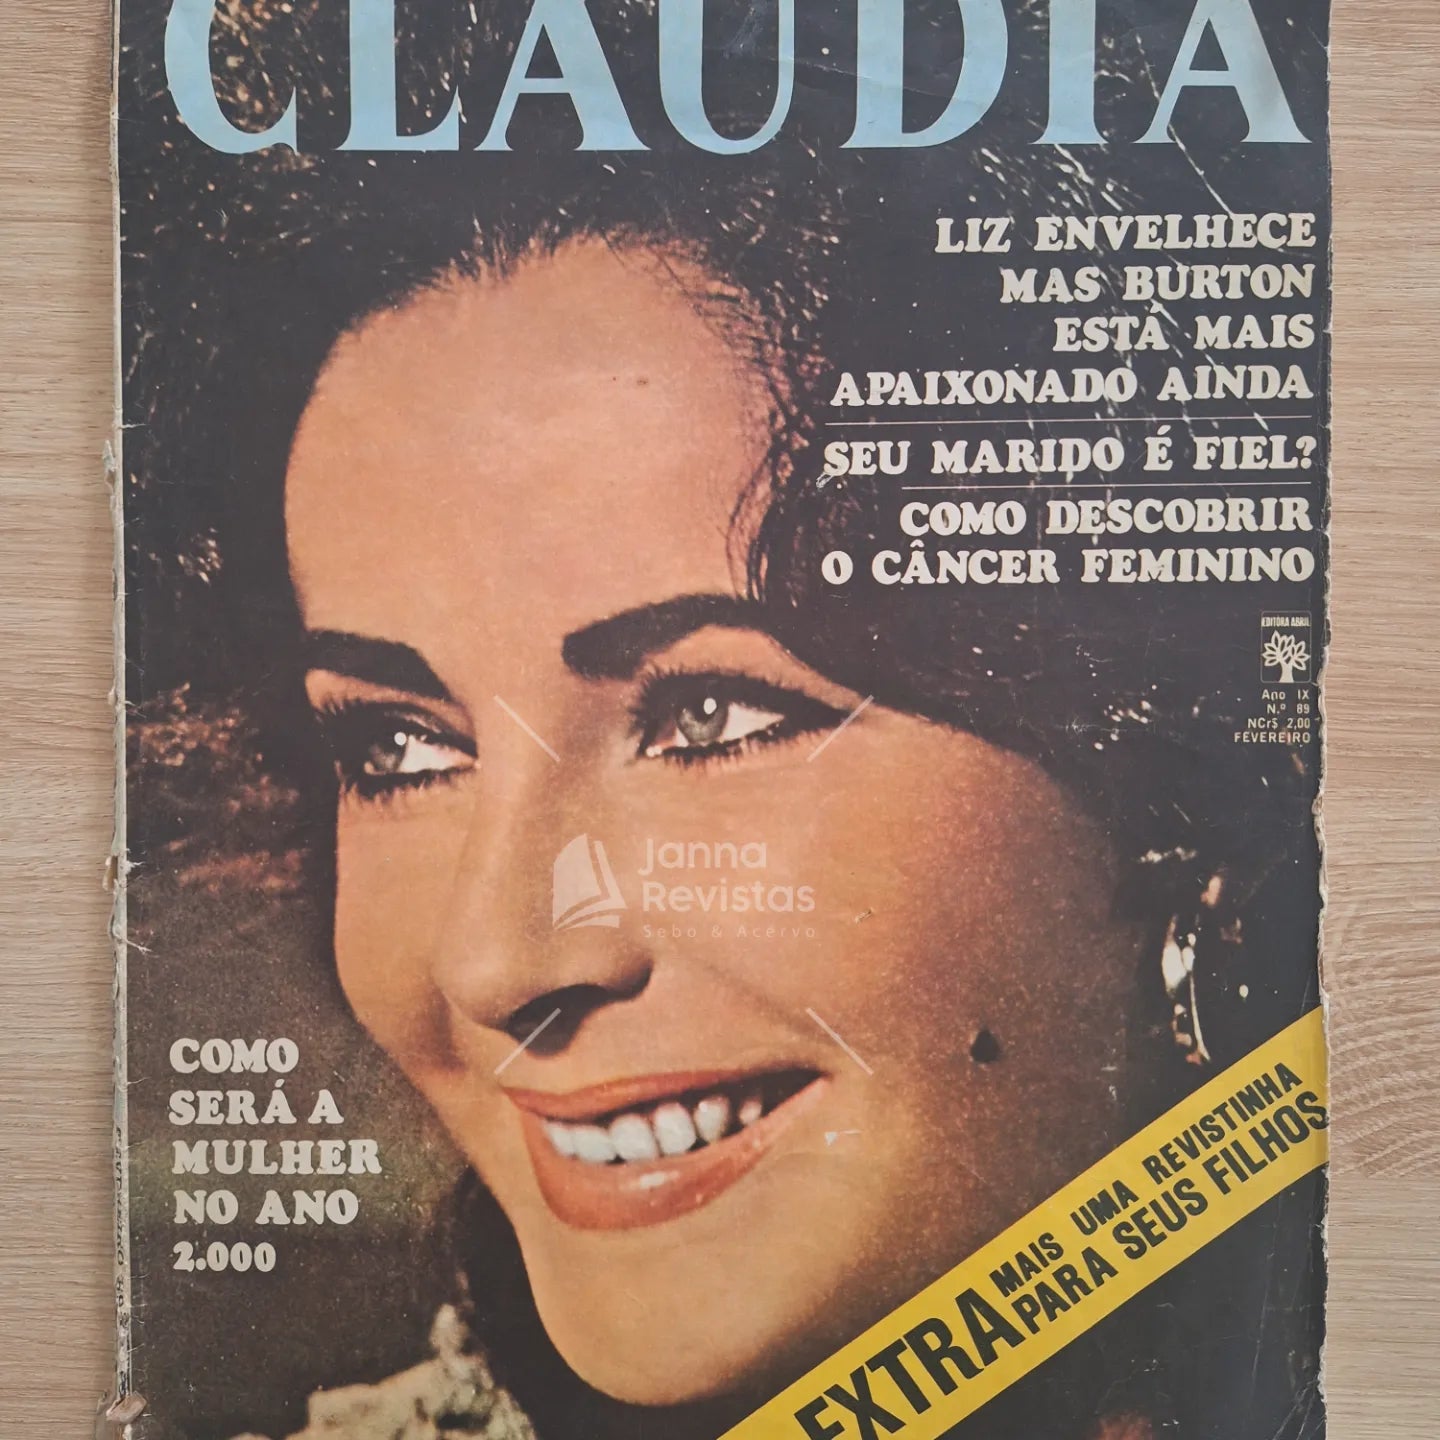 CLAUDIA
LIZ ENVELHECE
MAS BURTON
ESTÁ MAIS
APAIXONADO AINDA
SEU MARIDO É FIEL?
COMO DESCOBRIR
O CÂNCER FEMININO
EDITÔRA ABRIL
Ano IX
N.º 89
NCr$ 2,00
FEVEREIRO
Janna
Revistas
Sebo & Acervo
COMO
SERÁ A
MULHER
NO ANO
2.000
EXTRA
MAIS UMA REVISTINHA
PARA SEUS FILHOS